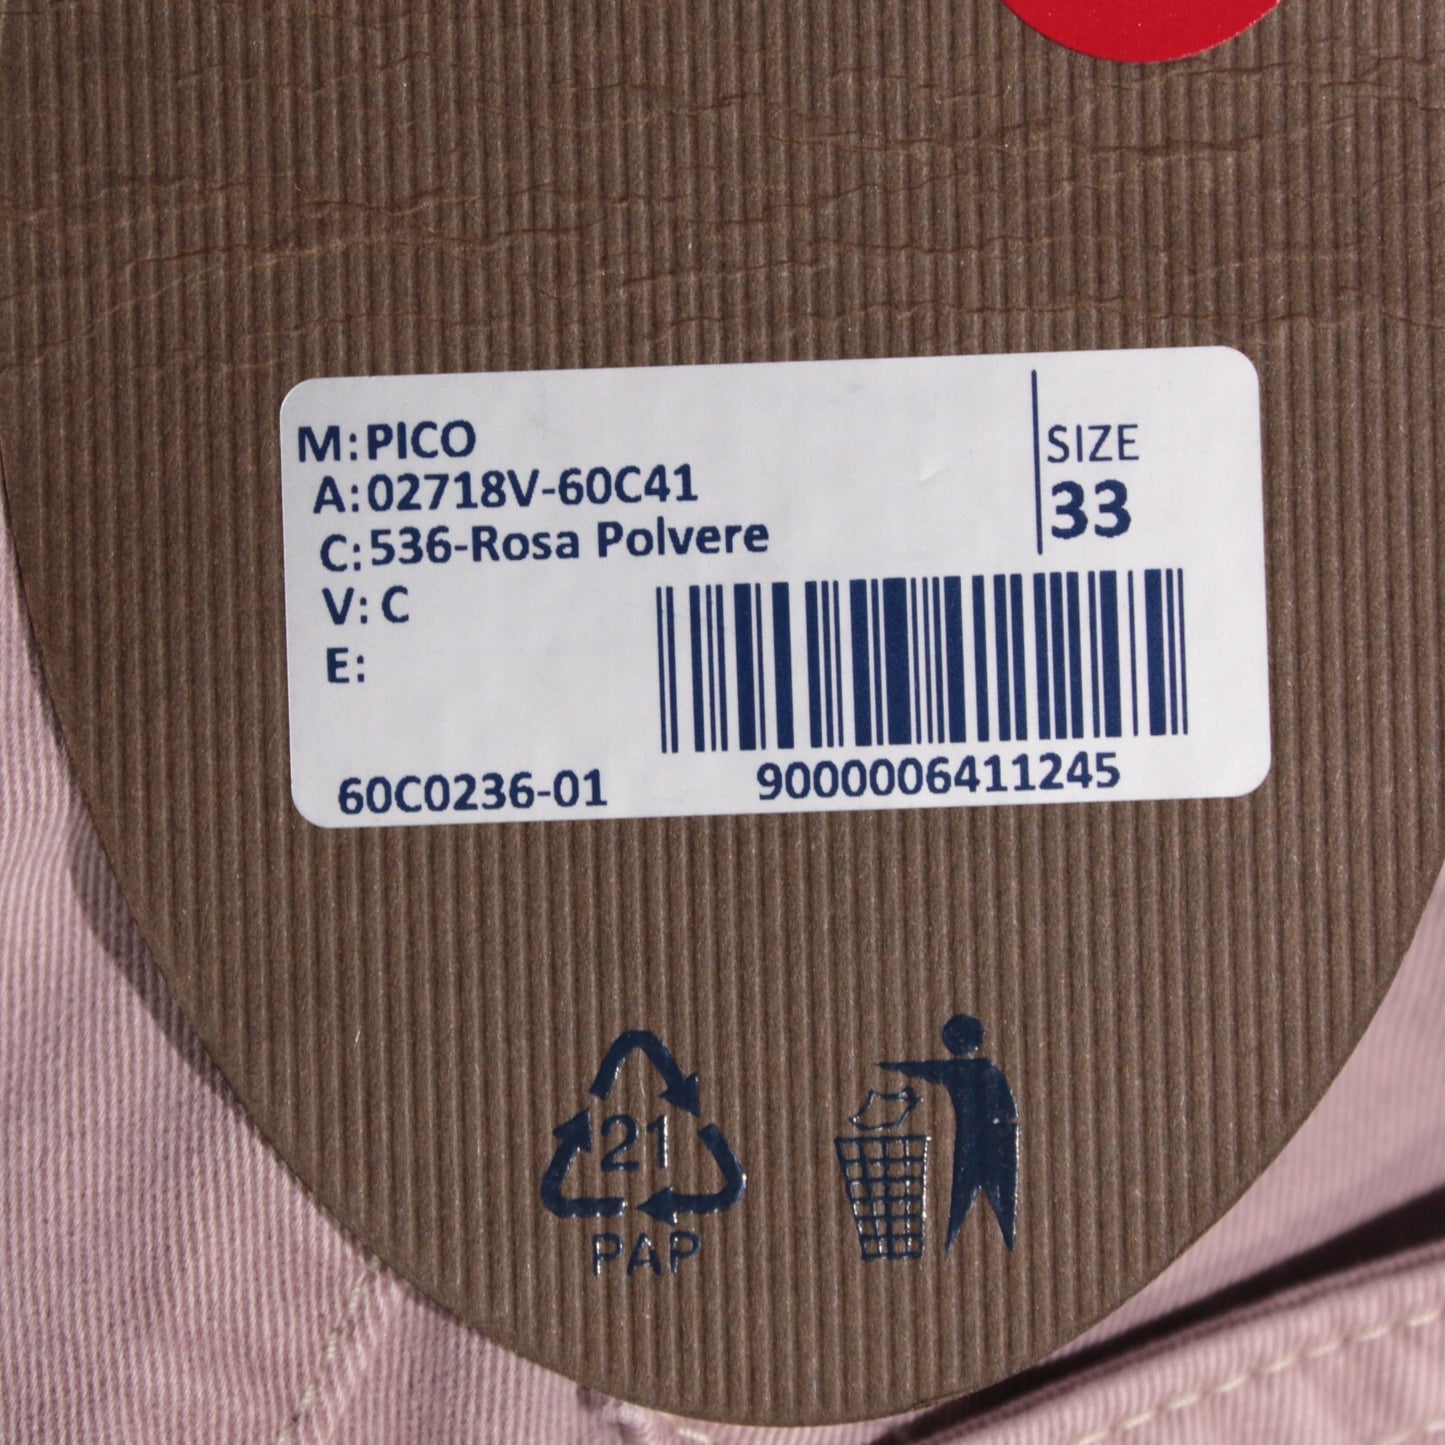 M: PICO
A: 02718V-60C41
C: 536-Rosa Polvere
V: C
E:
SIZE
33
60C0236-01
9000006411245
21
PAP